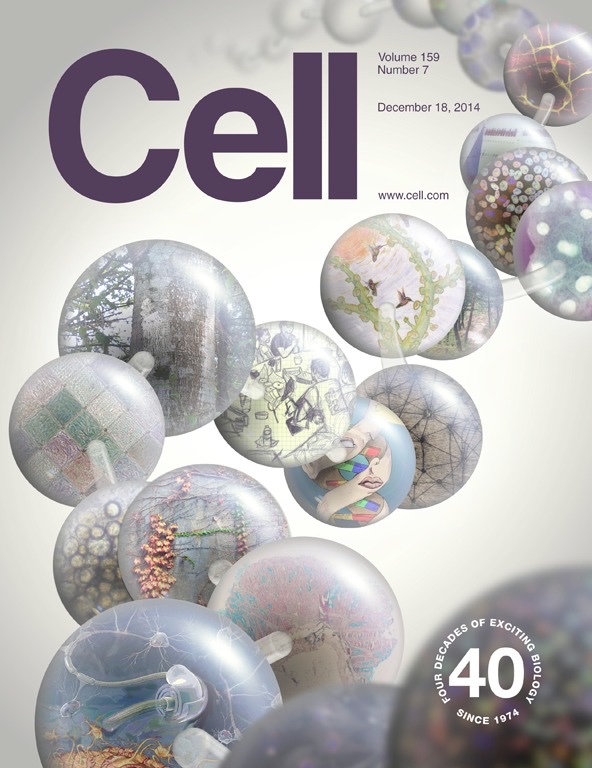 Cell
Volume 159
Number 7
December 18, 2014
www.cell.com
FOUR DECADES OF EXCITING BIOLOGY
40
SINCE 1974